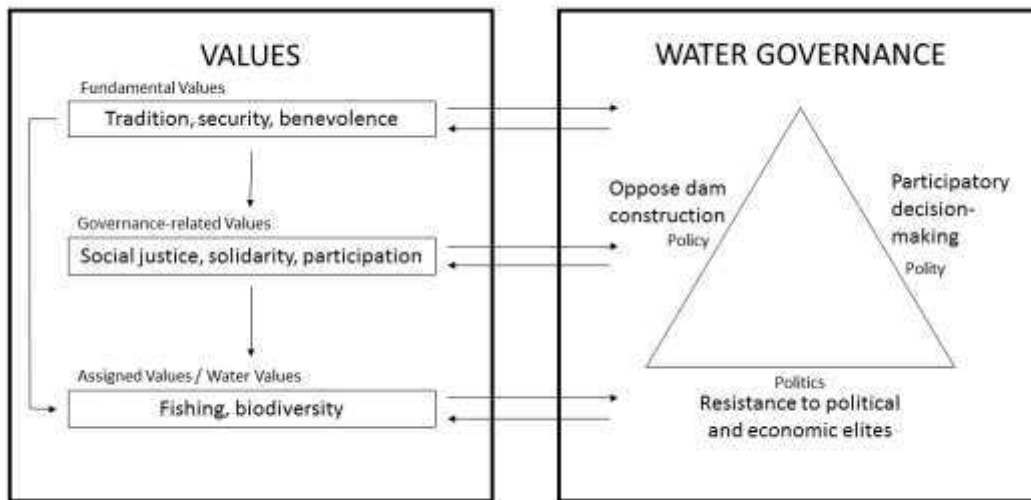 VALUES
Fundamental Values
Tradition, security, benevolence
Governance-related Values
Social justice, solidarity, participation
Assigned Values / Water Values
Fishing, biodiversity
WATER GOVERNANCE
Oppose dam
construction
Policy
Participatory
decision-
making
Polity
Politics
Resistance to political
and economic elites